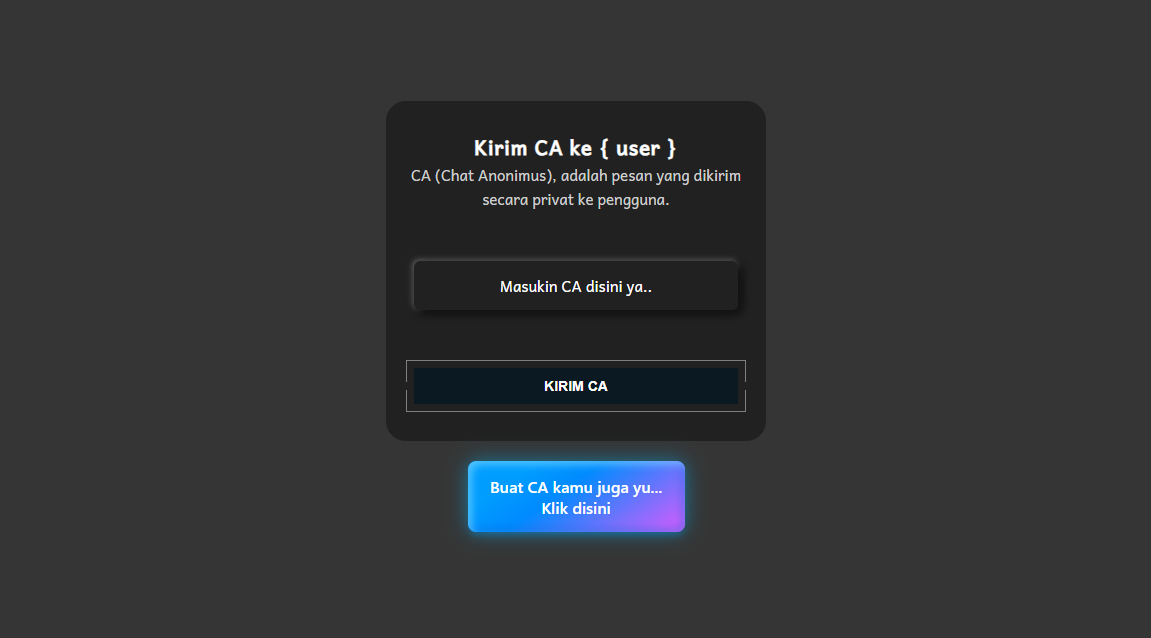 Kirim CA ke { user }
CA (Chat Anonimus), adalah pesan yang dikirim
secara privat ke pengguna.
Masukin CA disini ya..
KIRIM CA
Buat CA kamu juga yu...
Klik disini